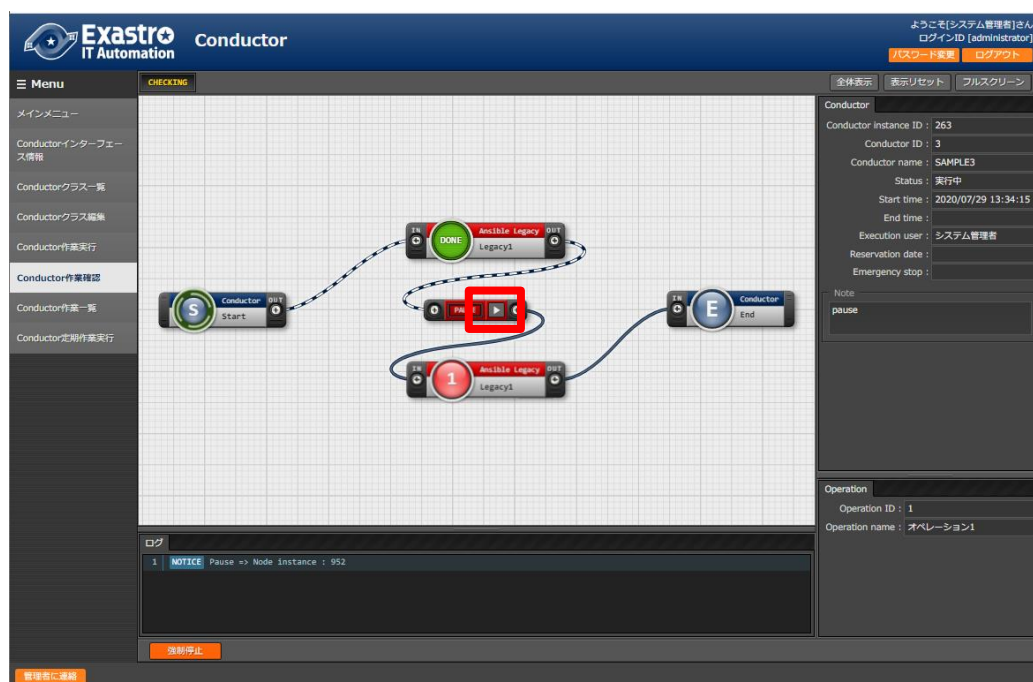 Exastro
IT Automation
Conductor
ようこそ[システム管理者]さん
ログインID [administrator]
パスワード変更
ログアウト
Menu
CHECKING
全体表示
表示リセット
フルスクリーン
メインメニュー
Conductorインターフェー
ス情報
Conductorクラス一覧
Conductorクラス編集
Conductor作業実行
Conductor作業確認
Conductor作業一覧
Conductor定期作業実行
IN
DONE
Ansible Legacy
Legacy1
OUT
S
Conductor
Start
OUT
IN
E
Conductor
End
IN
1
Ansible Legacy
Legacy1
OUT
Conductor
Conductor instance ID : 263
Conductor ID : 3
Conductor name : SAMPLE3
Status : 実行中
Start time : 2020/07/29 13:34:15
End time :
Execution user : システム管理者
Reservation date :
Emergency stop :
Note
pause
Operation
Operation ID : 1
Operation name : オペレーション1
ログ
1 NOTICE Pause => Node instance : 952
強制停止
管理者に連絡